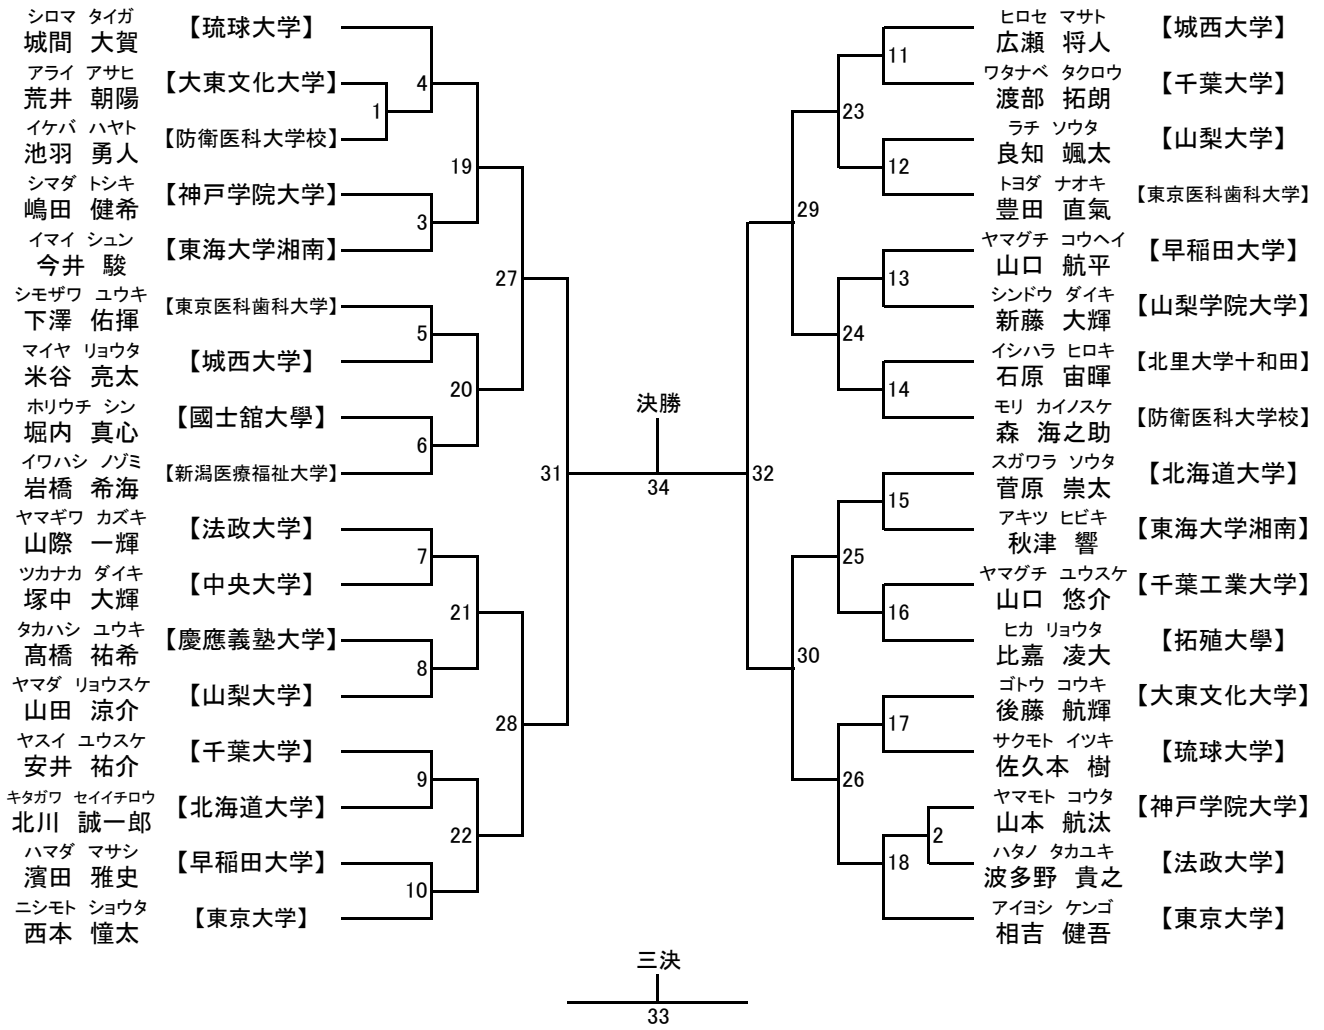 シロマ タイガ
城間 大賀 【琉球大学】
アライ アサヒ
荒井 朝陽 【大東文化大学】
イケバ ハヤト
池羽 勇人 【防衛医科大学校】
シマダ トシキ
嶋田 健希 【神戸学院大学】
イマイ シュン
今井 駿 【東海大学湘南】
シモザワ ユウキ
下澤 佑揮 【東京医科歯科大学】
マイヤ リョウタ
米谷 亮太 【城西大学】
ホリウチ シン
堀内 真心 【國士舘大學】
イワハシ ノゾミ
岩橋 希海 【新潟医療福祉大学】
ヤマギワ カズキ
山際 一輝 【法政大学】
ツカナカ ダイキ
塚中 大輝 【中央大学】
タカハシ ユウキ
髙橋 祐希 【慶應義塾大学】
ヤマダ リョウスケ
山田 涼介 【山梨大学】
ヤスイ ユウスケ
安井 祐介 【千葉大学】
キタガワ セイイチロウ
北川 誠一郎 【北海道大学】
ハマダ マサシ
濱田 雅史 【早稲田大学】
ニシモト ショウタ
西本 憧太 【東京大学】
4
1
19
3
27
5
20
6
31
7
21
8
28
9
22
10
決勝
34
三決
33
11
23
12
29
13
24
14
32
15
25
16
30
17
26
2
18
ヒロセ マサト
広瀬 将人 【城西大学】
ワタナベ タクロウ
渡部 拓朗 【千葉大学】
ラチ ソウタ
良知 颯太 【山梨大学】
トヨダ ナオキ
豊田 直氣 【東京医科歯科大学】
ヤマグチ コウヘイ
山口 航平 【早稲田大学】
シンドウ ダイキ
新藤 大輝 【山梨学院大学】
イシハラ ヒロキ
石原 宙暉 【北里大学十和田】
モリ カイノスケ
森 海之助 【防衛医科大学校】
スガワラ ソウタ
菅原 崇太 【北海道大学】
アキツ ヒビキ
秋津 響 【東海大学湘南】
ヤマグチ ユウスケ
山口 悠介 【千葉工業大学】
ヒカ リョウタ
比嘉 凌大 【拓殖大學】
ゴトウ コウキ
後藤 航輝 【大東文化大学】
サクモト イツキ
佐久本 樹 【琉球大学】
ヤマモト コウタ
山本 航汰 【神戸学院大学】
ハタノ タカユキ
波多野 貴之 【法政大学】
アイヨシ ケンゴ
相吉 健吾 【東京大学】